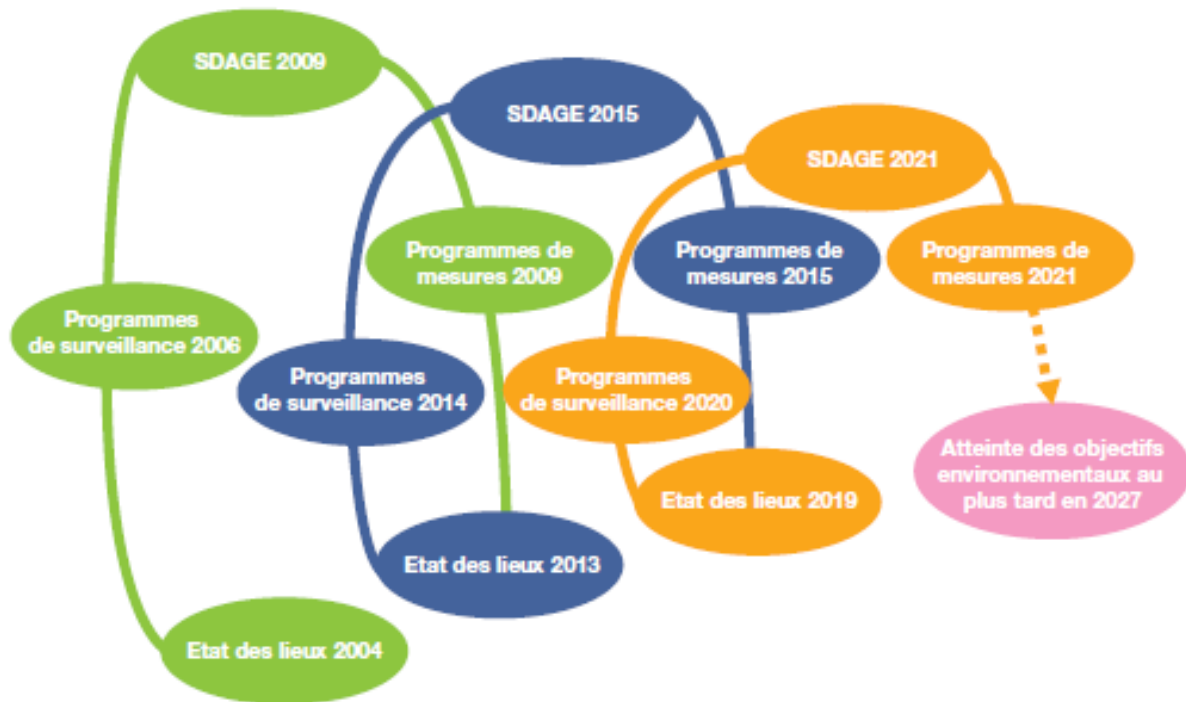 SDAGE 2009
SDAGE 2015
SDAGE 2021
Programmes de
mesures 2009
Programmes de
mesures 2015
Programmes de
mesures 2021
Programmes
de surveillance 2006
Programmes
de surveillance 2014
Programmes
de surveillance 2020
Atteinte des objectifs
environnementaux au
plus tard en 2027
Etat des lieux 2019
Etat des lieux 2013
Etat des lieux 2004